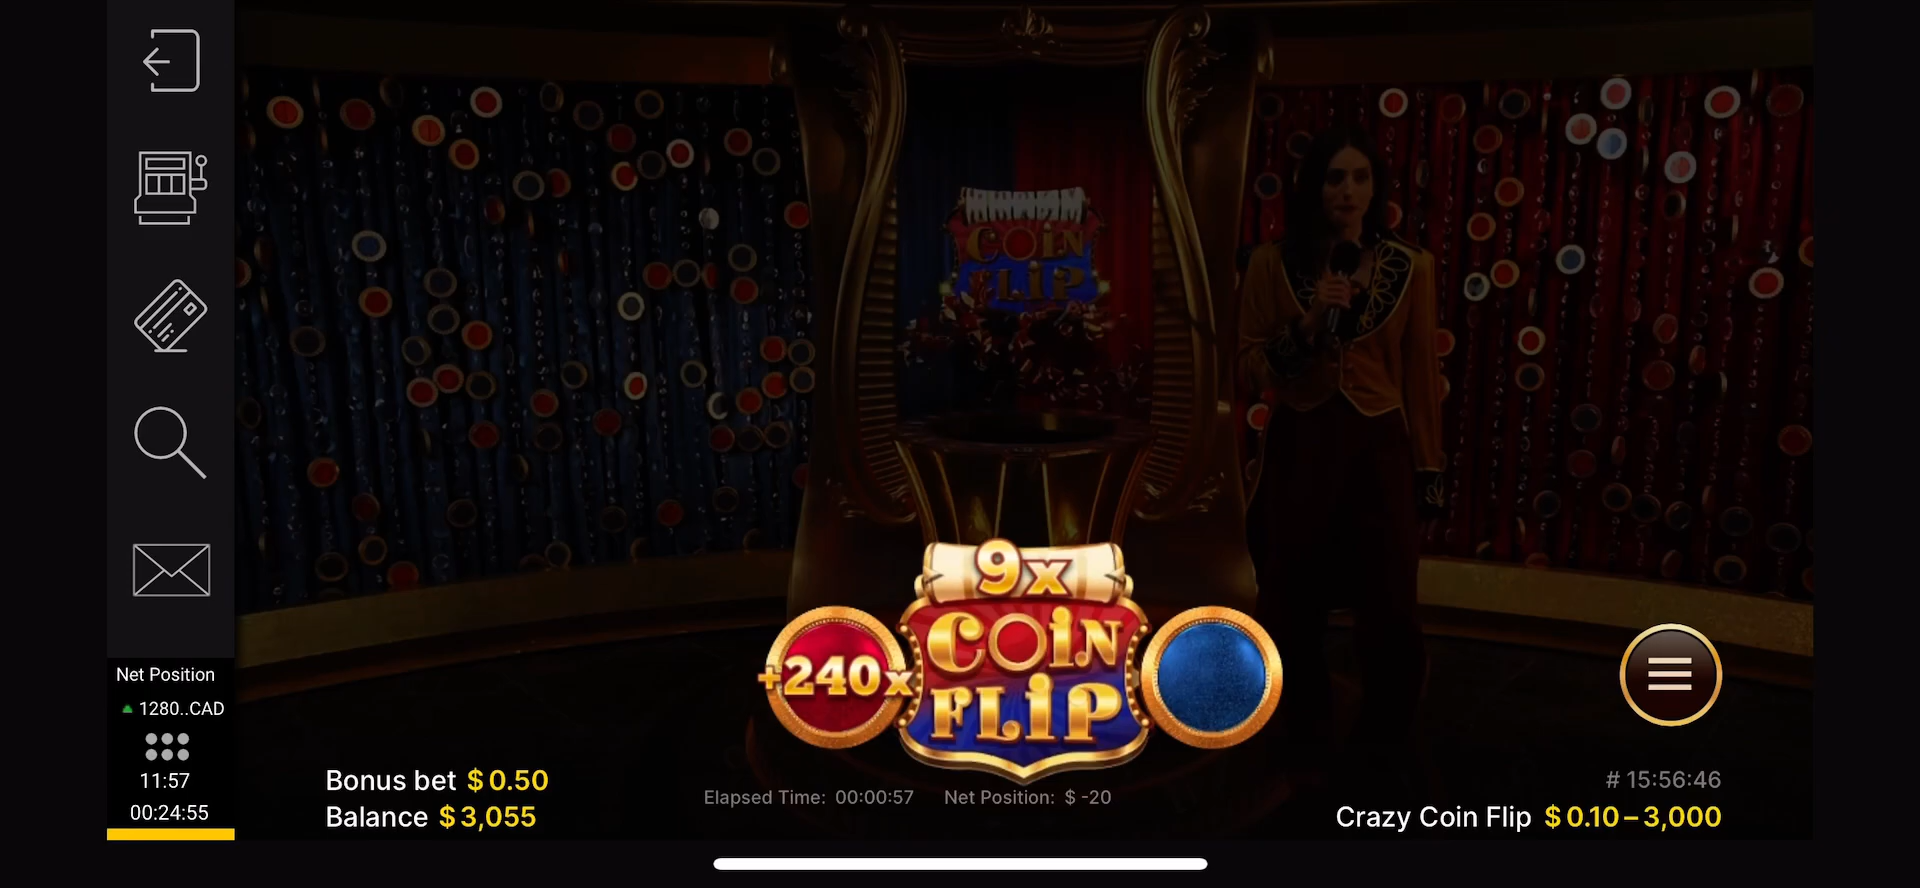 COIN
FLIP
9x
COIN
FLIP
+240x
Net Position
1280..CAD
11:57
00:24:55
Bonus bet $0.50
Balance $3,055
Elapsed Time: 00:00:57 Net Position: $ -20
# 15:56:46
Crazy Coin Flip $0.10–3,000